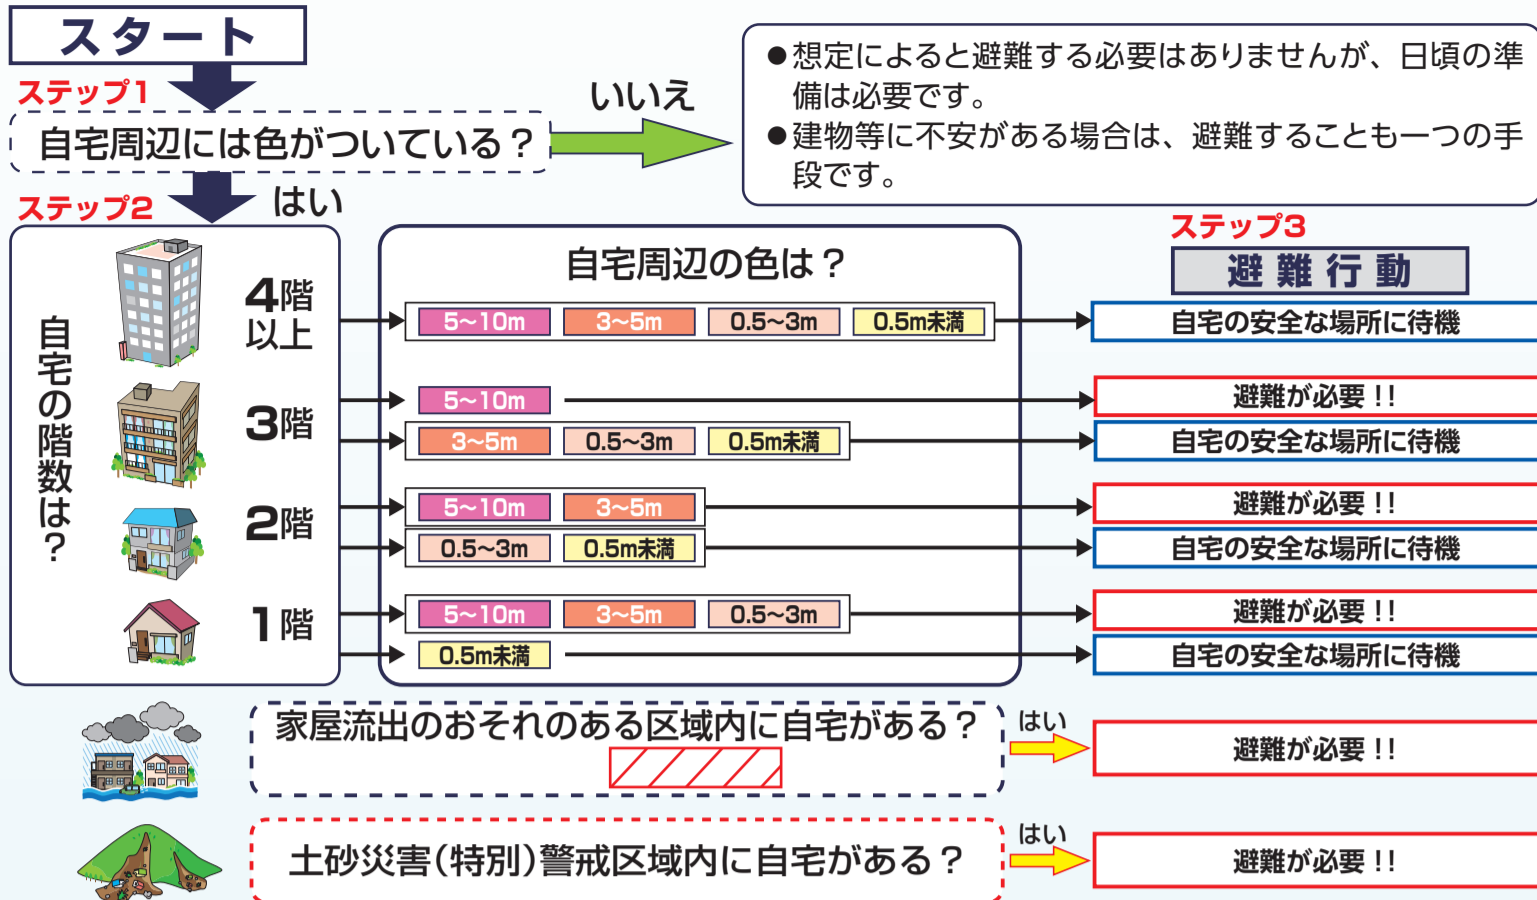 スタート
ステップ1
自宅周辺には色がついている？
いいえ
●想定によると避難する必要はありませんが、日頃の準
備は必要です。
●建物等に不安がある場合は、避難することも一つの手
段です。
はい
ステップ2
自宅の階数は？
4階
以上
3階
2階
1階
自宅周辺の色は？
5～10m 3～5m 0.5～3m 0.5m未満
5～10m
3～5m 0.5～3m 0.5m未満
5～10m 3～5m
0.5～3m 0.5m未満
5～10m 3～5m 0.5～3m
0.5m未満
ステップ3
避難行動
自宅の安全な場所に待機
避難が必要!!
自宅の安全な場所に待機
避難が必要!!
自宅の安全な場所に待機
避難が必要!!
自宅の安全な場所に待機
家屋流出のおそれのある区域内に自宅がある？
はい
避難が必要!!
土砂災害(特別)警戒区域内に自宅がある？
はい
避難が必要!!